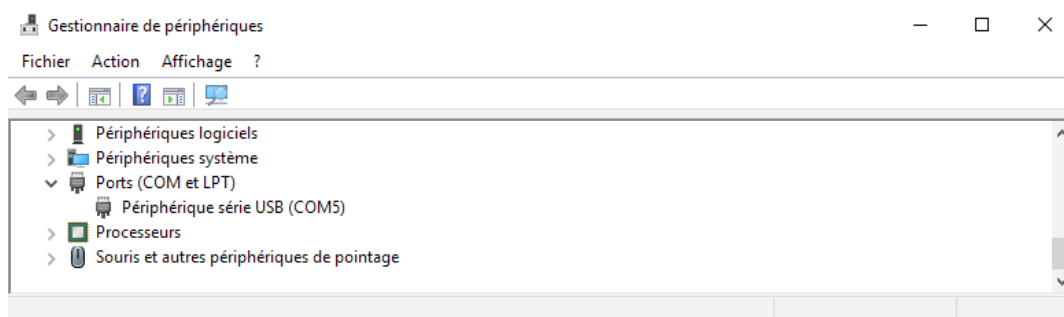 Gestionnaire de périphériques
Fichier Action Affichage ?
Périphériques logiciels
Périphériques système
Ports (COM et LPT)
Périphérique série USB (COM5)
Processeurs
Souris et autres périphériques de pointage